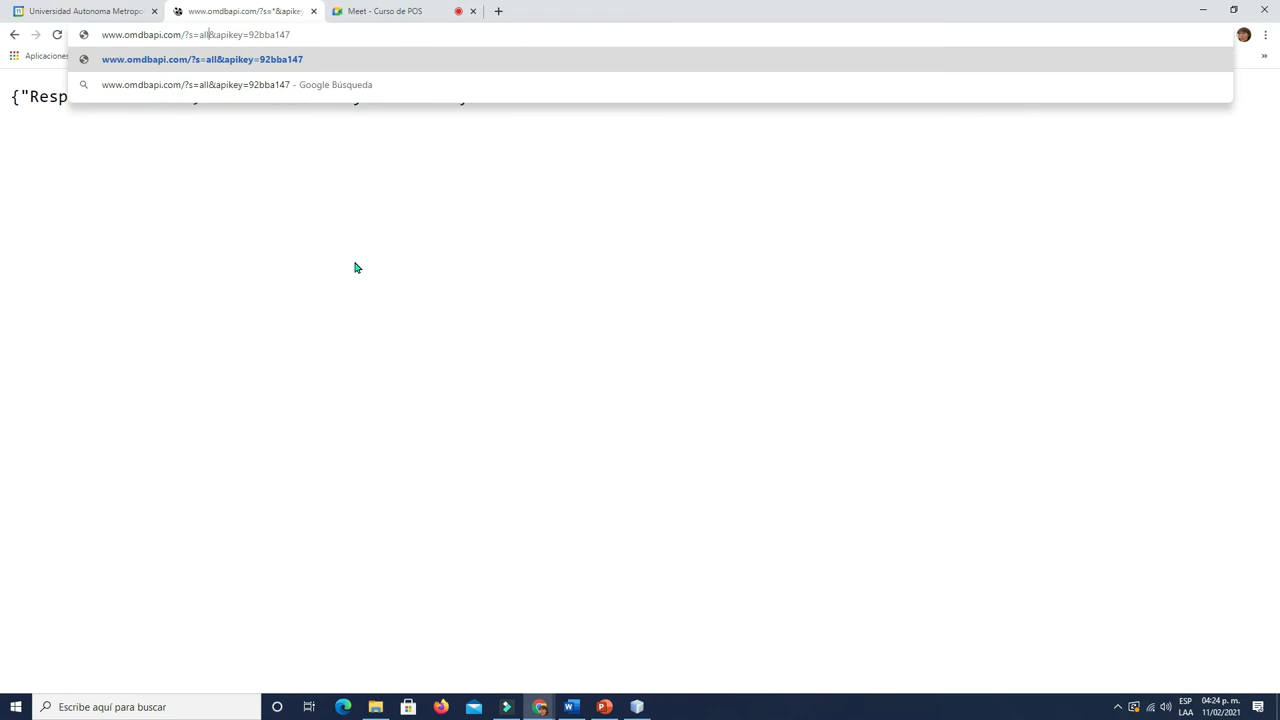 Universidad Autonoma Metropol
www.omdbapi.com/?s=*&apikey
Meet - Curso de PDS
www.omdbapi.com/?s=all&apikey=92bba147
Aplicaciones
www.omdbapi.com/?s=all&apikey=92bba147
www.omdbapi.com/?s=all&apikey=92bba147 - Google Búsqueda
{"Resp
Escribe aquí para buscar
ESP
LAA
04:24 p. m.
11/02/2021